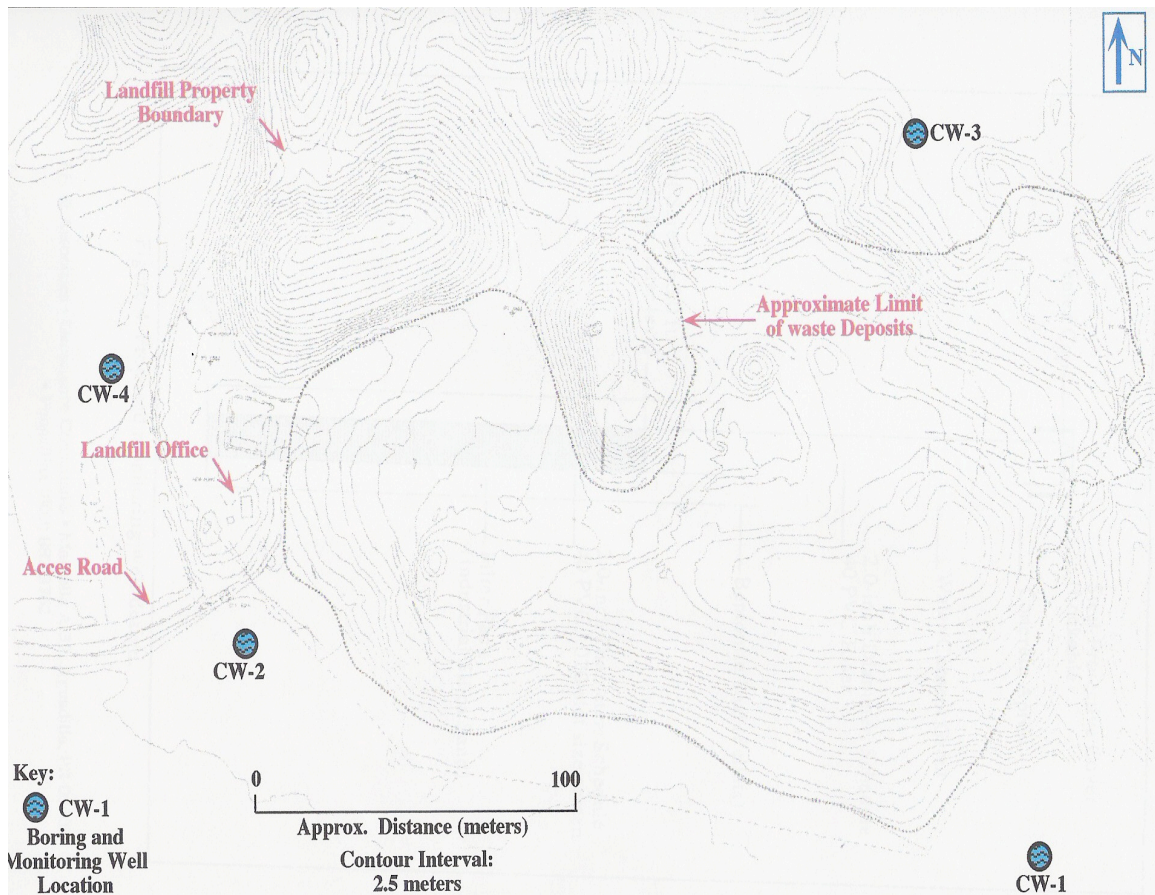 N
Landfill Property
Boundary
CW-3
Approximate Limit
of waste Deposits
CW-4
Landfill Office
Acces Road
CW-2
Key:
CW-1
Boring and
Monitoring Well
Location
0 100
Approx. Distance (meters)
Contour Interval:
2.5 meters
CW-1